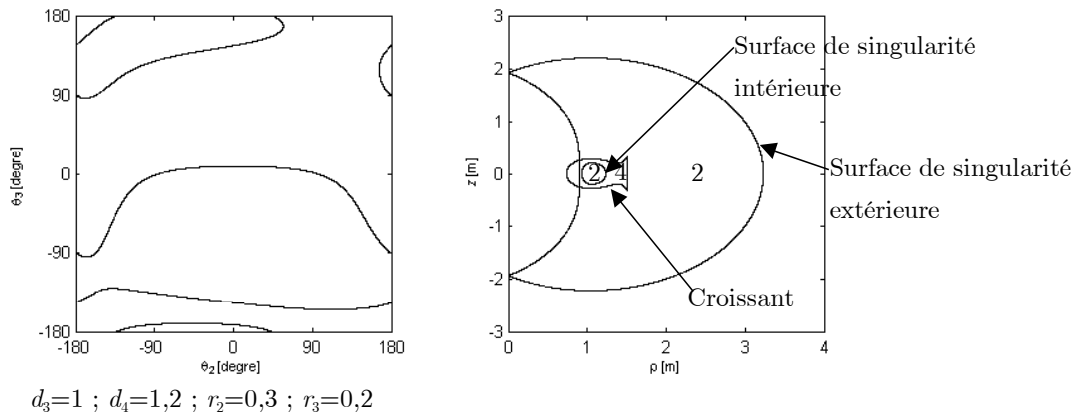 180
90
0
-90
-180
θ3 [degre]
-180
-90
0
90
180
θ2 [degre]
d3=1 ; d4=1,2 ; r2=0,3 ; r3=0,2
3
2
1
0
-1
-2
-3
z [m]
0
1
2
3
4
ρ [m]
2
4
2
Surface de singularité
intérieure
Surface de singularité
extérieure
Croissant